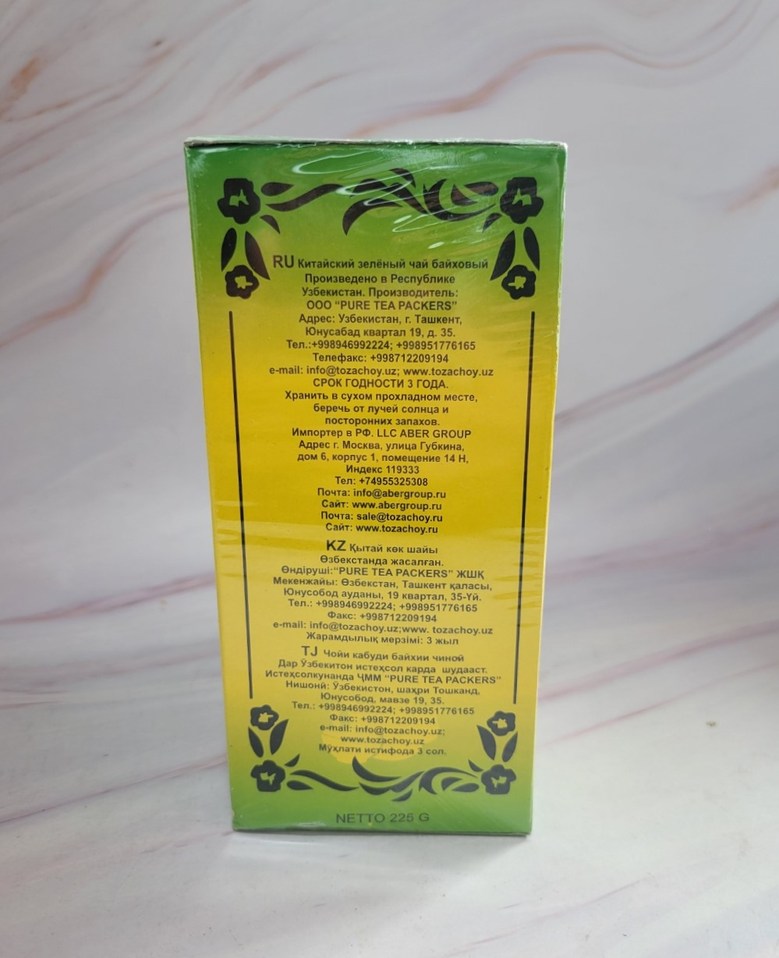 RU Китайский зелёный чай байховый
Произведено в Республике
Узбекистан. Производитель:
ООО “PURE TEA PACKERS”
Адрес: Узбекистан, г. Ташкент,
Юнусабад квартал 19, д. 35.
Тел.:+998946992224; +998951776165
Телефакс: +998712209194
e-mail: info@tozachoy.uz; www.tozachoy.uz
СРОК ГОДНОСТИ 3 ГОДА.
Хранить в сухом прохладном месте,
беречь от лучей солнца и
посторонних запахов.
Импортер в РФ. LLC ABER GROUP
Адрес г. Москва, улица Губкина,
дом 6, корпус 1, помещение 14 Н,
Индекс 119333
Тел: +74955325308
Почта: info@abergroup.ru
Сайт: www.abergroup.ru
Почта: sale@tozachoy.ru
Сайт: www.tozachoy.ru
KZ Қытай көк шайы
Өзбекстанда жасалған.
Өндіруші:“PURE TEA PACKERS” ЖШҚ
Мекенжайы: Өзбекстан, Ташкент қаласы,
Юнусобод ауданы, 19 квартал, 35-Үй.
Тел.: +998946992224; +998951776165
Факс: +998712209194
e-mail: info@tozachoy.uz;www. tozachoy.uz
Жарамдылық мерзімі: 3 жыл
TJ Чойи кабуди байхии чиной
Дар Ўзбекитон истеҳсол карда шудааст.
Истеҳсолкунанда ҶММ “PURE TEA PACKERS”
Нишонӣ: Ўзбекистон, шаҳри Тошканд,
Юнусобод, мавзе 19, 35.
Тел.: +998946992224; +998951776165
Факс: +998712209194
e-mail: info@tozachoy.uz;
www.tozachoy.uz
Мӯҳлати истифода 3 сол.
NETTO 225 G